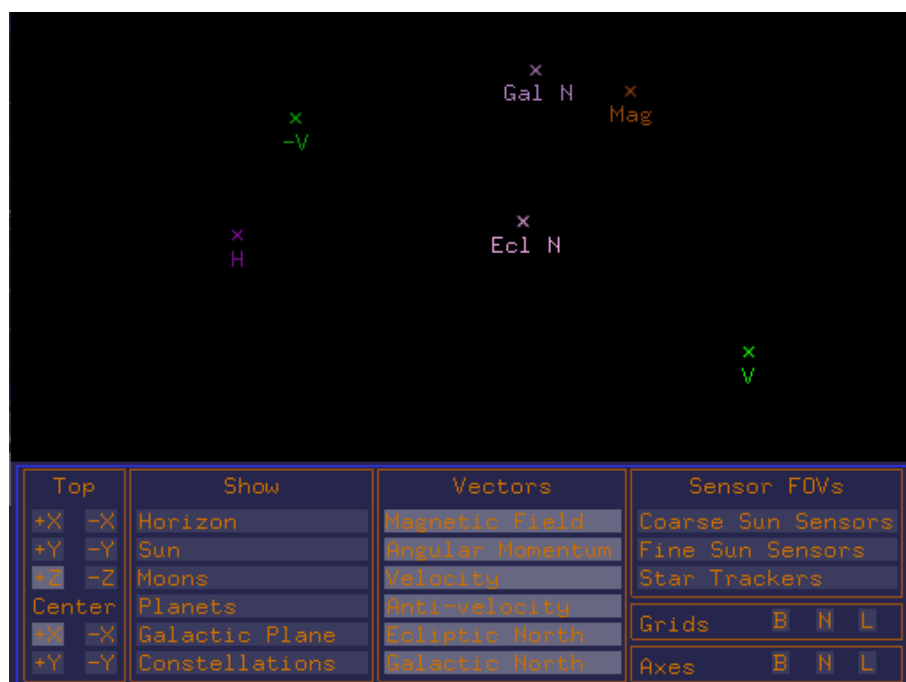 Gal N
Mag
-V
Ecl N
H
V
Top Show Vectors Sensor FOVs
+X -X Horizon Magnetic Field Coarse Sun Sensors
+Y -Y Sun Angular Momentum Fine Sun Sensors
+Z -Z Moons Velocity Star Trackers
Center Planets Anti-velocity
+X -X Galactic Plane Ecliptic North Grids B N L
+Y -Y Constellations Galactic North Axes B N L